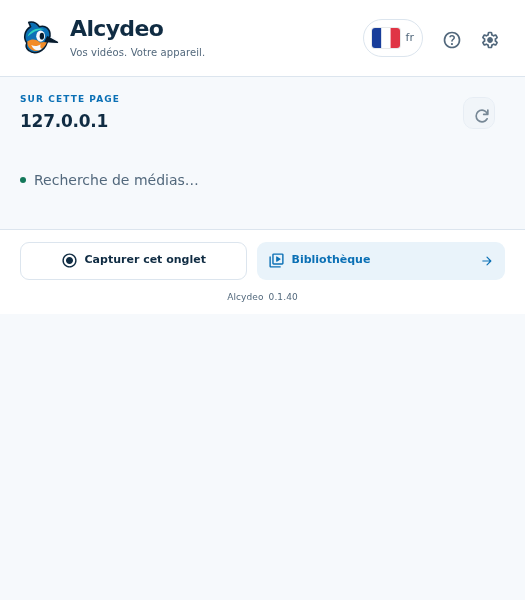 Alcydeo
Vos vidéos. Votre appareil.
fr
SUR CETTE PAGE
127.0.0.1
Recherche de médias…
Capturer cet onglet
Bibliothèque
Alcydeo 0.1.40